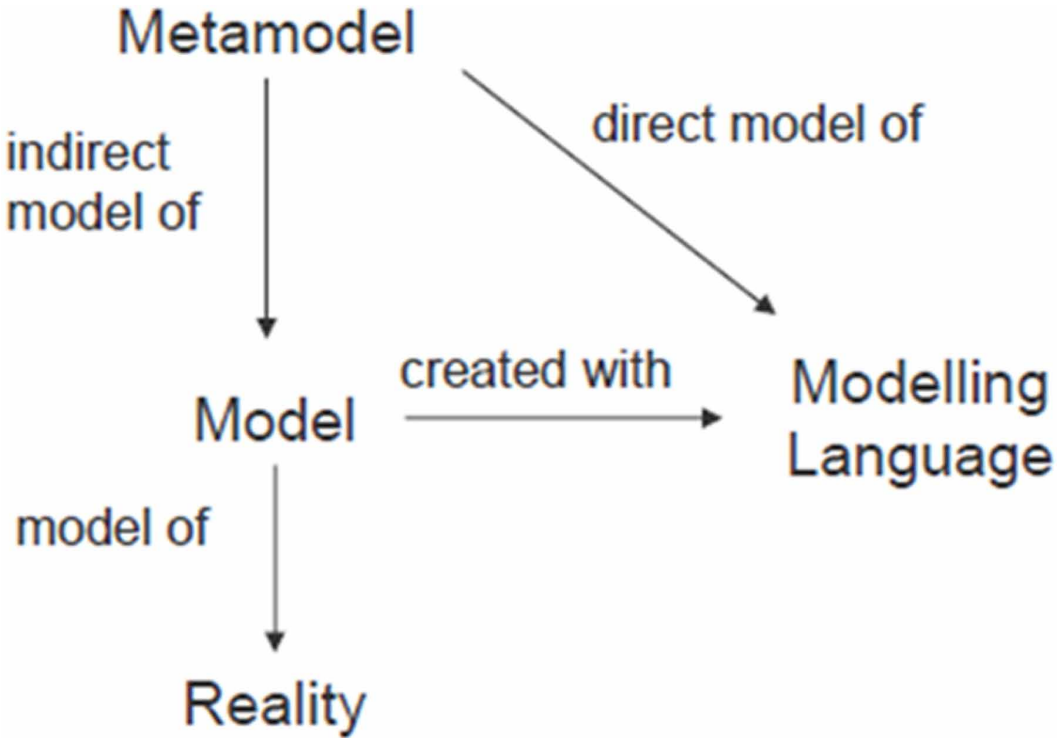 Metamodel
direct model of
indirect
model of
created with
Modelling
Language
Model
model of
Reality